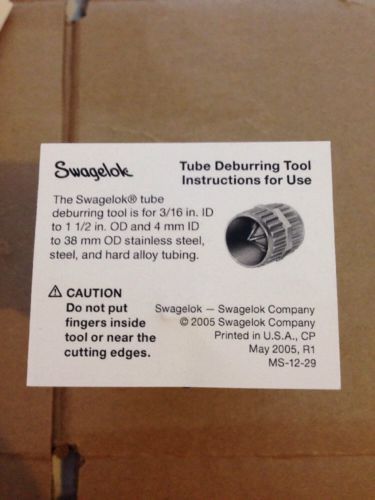 Swagelok
Tube Deburring Tool
Instructions for Use
The Swagelok® tube
deburring tool is for 3/16 in. ID
to 1 1/2 in. OD and 4 mm ID
to 38 mm OD stainless steel,
steel, and hard alloy tubing.
⚠ CAUTION
Do not put
fingers inside
tool or near the
cutting edges.
Swagelok — Swagelok Company
© 2005 Swagelok Company
Printed in U.S.A., CP
May 2005, R1
MS-12-29